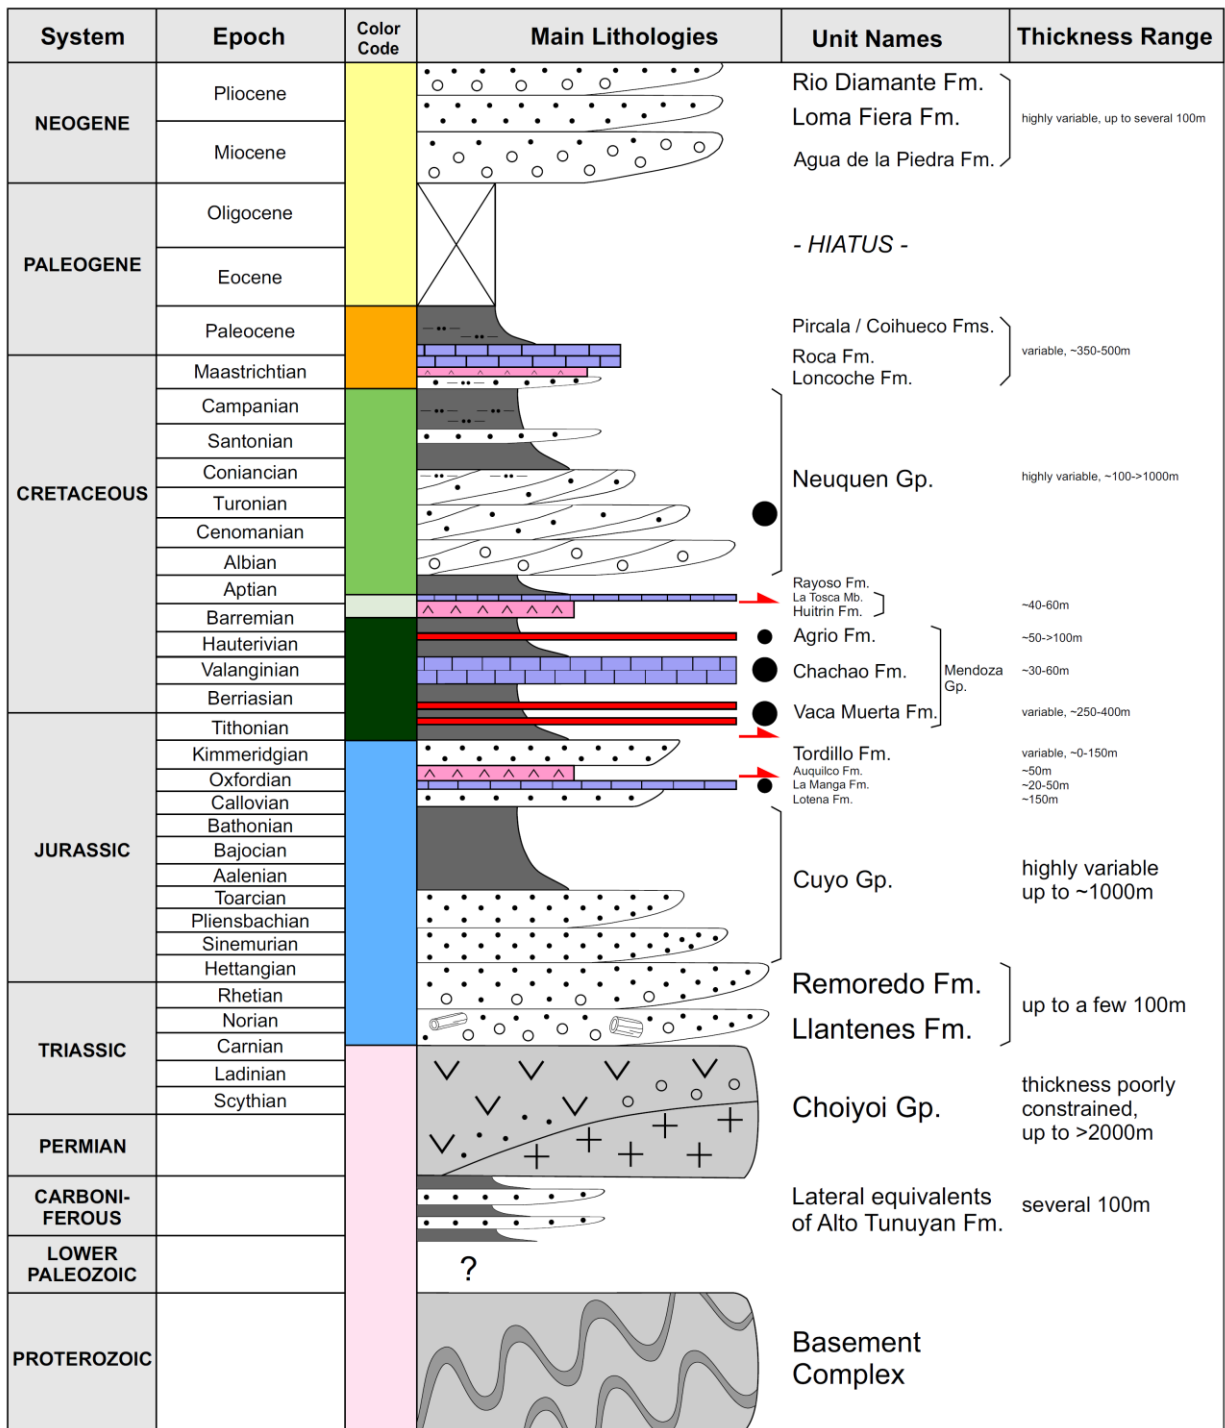 System Epoch Color Code Main Lithologies Unit Names Thickness Range
NEOGENE
Pliocene
Miocene
Rio Diamante Fm.
Loma Fiera Fm.
Agua de la Piedra Fm.
highly variable, up to several 100m
PALEOGENE
Oligocene
Eocene
Paleocene
- HIATUS -
Pircala / Coihueco Fms.
Roca Fm.
Loncoche Fm.
variable, ~350-500m
CRETACEOUS
Maastrichtian
Campanian
Santonian
Coniancian
Turonian
Cenomanian
Albian
Aptian
Barremian
Hauterivian
Valanginian
Berriasian
Neuquen Gp.
highly variable, ~100->1000m
Rayoso Fm.
La Tosca Mb.
Huitrin Fm.
~40-60m
Agrio Fm.
~50->100m
Chachao Fm.
Mendoza
Gp.
~30-60m
Vaca Muerta Fm.
variable, ~250-400m
JURASSIC
Tithonian
Kimmeridgian
Oxfordian
Callovian
Bathonian
Bajocian
Aalenian
Toarcian
Pliensbachian
Sinemurian
Hettangian
Tordillo Fm.
variable, ~0-150m
Auquilco Fm.
~50m
La Manga Fm.
~20-50m
Lotena Fm.
~150m
Cuyo Gp.
highly variable
up to ~1000m
TRIASSIC
Rhetian
Norian
Carnian
Ladinian
Scythian
Remoredo Fm.
Llantenes Fm.
up to a few 100m
Choiyoi Gp.
thickness poorly
constrained,
up to >2000m
PERMIAN
CARBONI-
FEROUS
Lateral equivalents
of Alto Tunuyan Fm.
several 100m
LOWER
PALEOZOIC
?
PROTEROZOIC
Basement
Complex